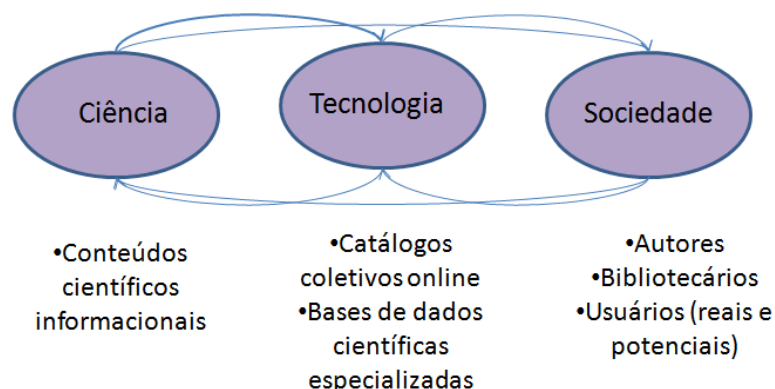 Ciência
Tecnologia
Sociedade
•Conteúdos
científicos
informacionais
•Catálogos
coletivos online
•Bases de dados
científicas
especializadas
•Autores
•Bibliotecários
•Usuários (reais e
potenciais)